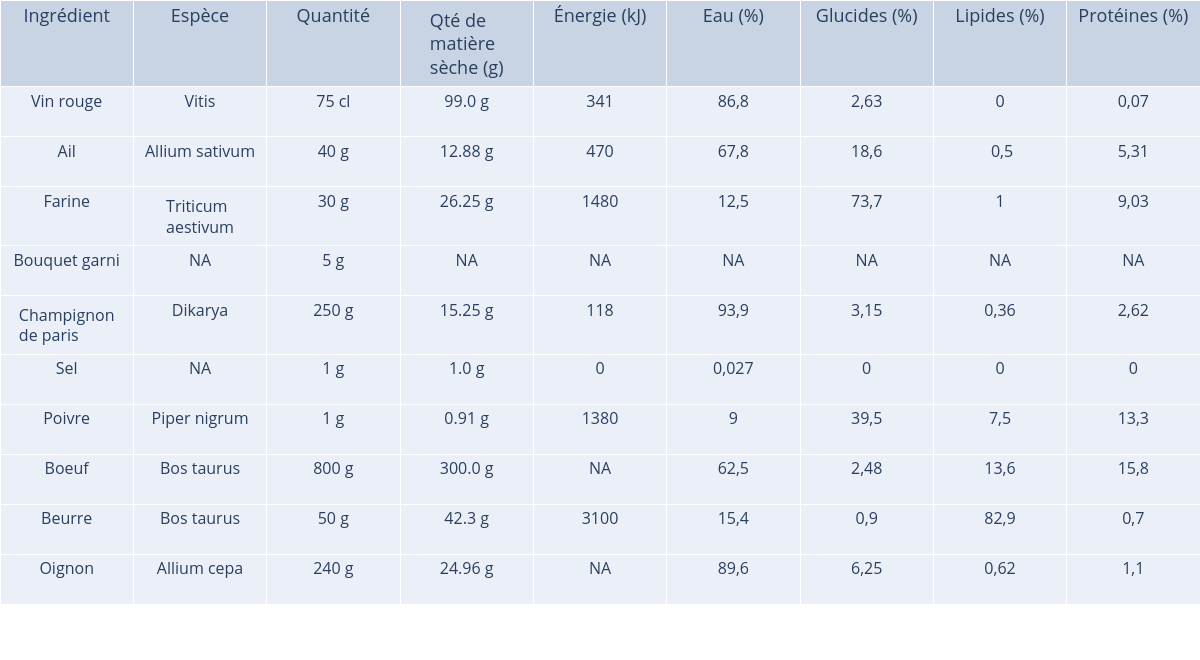 Ingrédient Espèce Quantité Qté de matière sèche (g) Énergie (kJ) Eau (%) Glucides (%) Lipides (%) Protéines (%)
Vin rouge Vitis 75 cl 99.0 g 341 86,8 2,63 0 0,07
Ail Allium sativum 40 g 12.88 g 470 67,8 18,6 0,5 5,31
Farine Triticum aestivum 30 g 26.25 g 1480 12,5 73,7 1 9,03
Bouquet garni NA 5 g NA NA NA NA NA NA
Champignon de paris Dikarya 250 g 15.25 g 118 93,9 3,15 0,36 2,62
Sel NA 1 g 1.0 g 0 0,027 0 0 0
Poivre Piper nigrum 1 g 0.91 g 1380 9 39,5 7,5 13,3
Boeuf Bos taurus 800 g 300.0 g NA 62,5 2,48 13,6 15,8
Beurre Bos taurus 50 g 42.3 g 3100 15,4 0,9 82,9 0,7
Oignon Allium cepa 240 g 24.96 g NA 89,6 6,25 0,62 1,1